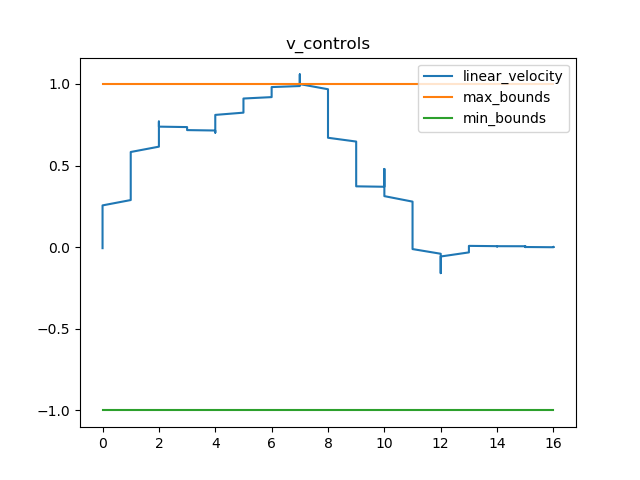 v_controls
linear_velocity
max_bounds
min_bounds
1.0
0.5
0.0
−0.5
−1.0
0 2 4 6 8 10 12 14 16